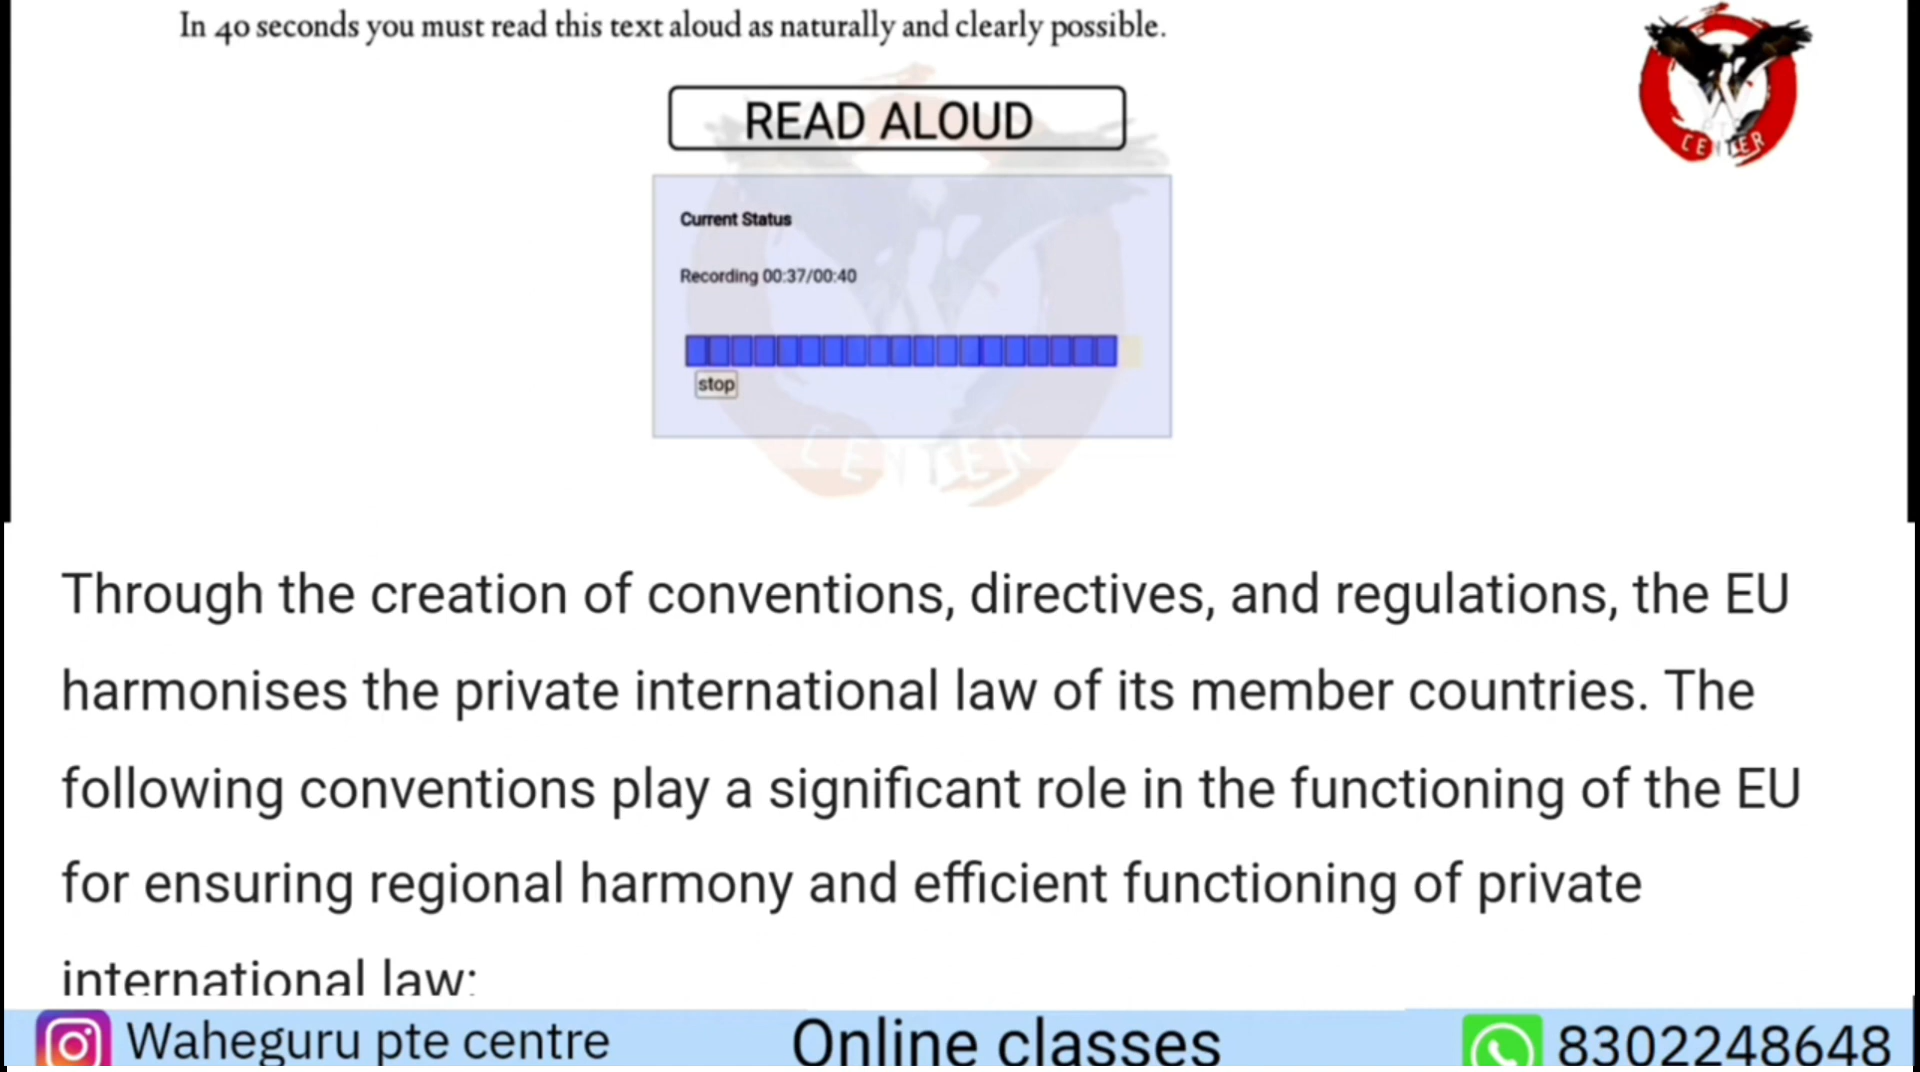 In 40 seconds you must read this text aloud as naturally and clearly possible.
CENTER
READ ALOUD
Current Status
Recording 00:37/00:40
stop
CENTER
Through the creation of conventions, directives, and regulations, the EU
harmonises the private international law of its member countries. The
following conventions play a significant role in the functioning of the EU
for ensuring regional harmony and efficient functioning of private
international law:
Waheguru pte centre
Online classes
8302248648